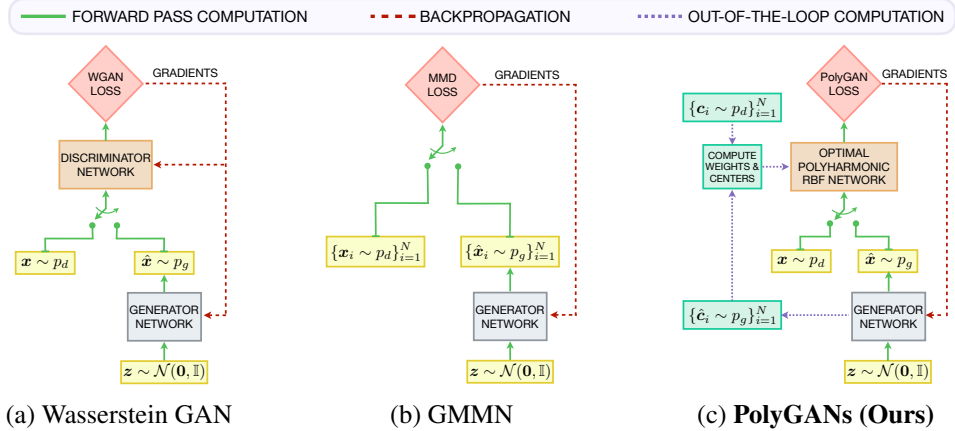 FORWARD PASS COMPUTATION BACKPROPAGATION OUT-OF-THE-LOOP COMPUTATION
WGAN
LOSS
GRADIENTS
DISCRIMINATOR
NETWORK
𝒙 ∼ p_d
𝒙̂ ∼ p_g
GENERATOR
NETWORK
𝒛 ∼ 𝒩(𝟎, 𝕀)
(a) Wasserstein GAN
MMD
LOSS
GRADIENTS
{𝒙_i ∼ p_d}_{i=1}^N
{𝒙̂_i ∼ p_g}_{i=1}^N
GENERATOR
NETWORK
𝒛 ∼ 𝒩(𝟎, 𝕀)
(b) GMMN
PolyGAN
LOSS
GRADIENTS
{𝒄_i ∼ p_d}_{i=1}^N
COMPUTE
WEIGHTS &
CENTERS
OPTIMAL
POLYHARMONIC
RBF NETWORK
𝒙 ∼ p_d
𝒙̂ ∼ p_g
{𝒄̂_i ∼ p_g}_{i=1}^N
GENERATOR
NETWORK
𝒛 ∼ 𝒩(𝟎, 𝕀)
(c) PolyGANs (Ours)